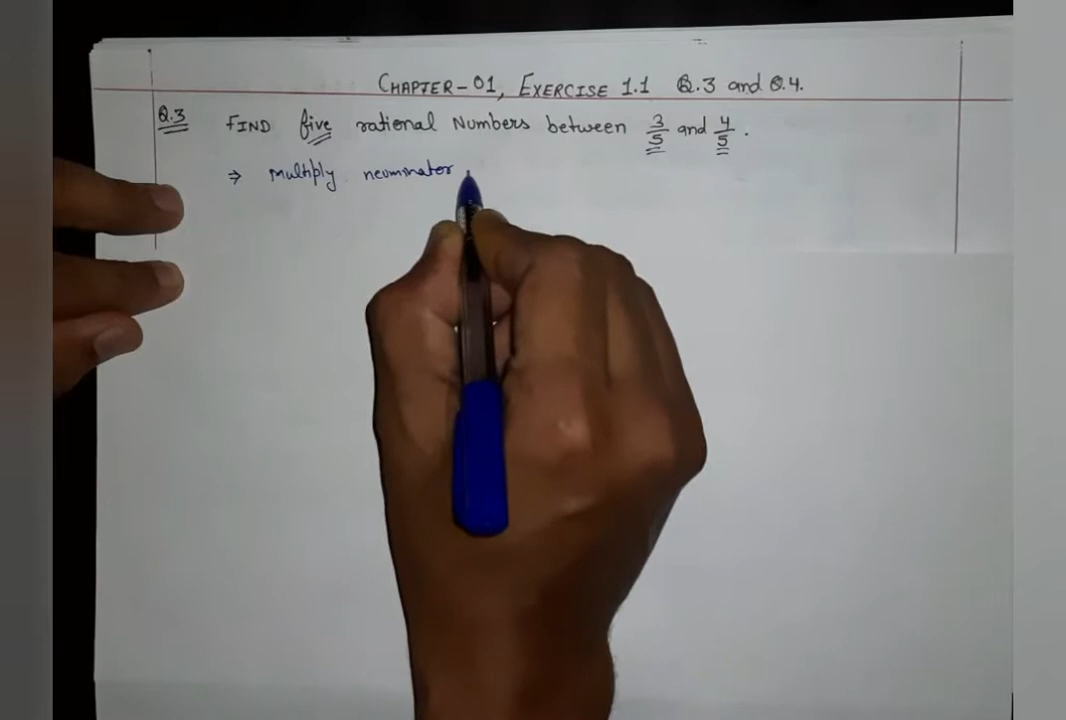 CHAPTER-01, EXERCISE 1.1 Q.3 and Q.4.
Q.3 FIND five rational Numbers between 3/5 and 4/5.
⇒ Multiply neuminator